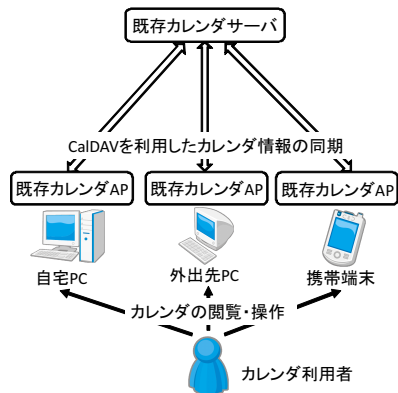 既存カレンダサーバ
CalDAVを利用したカレンダ情報の同期
既存カレンダAP 既存カレンダAP 既存カレンダAP
自宅PC 外出先PC 携帯端末
カレンダの閲覧・操作
カレンダ利用者